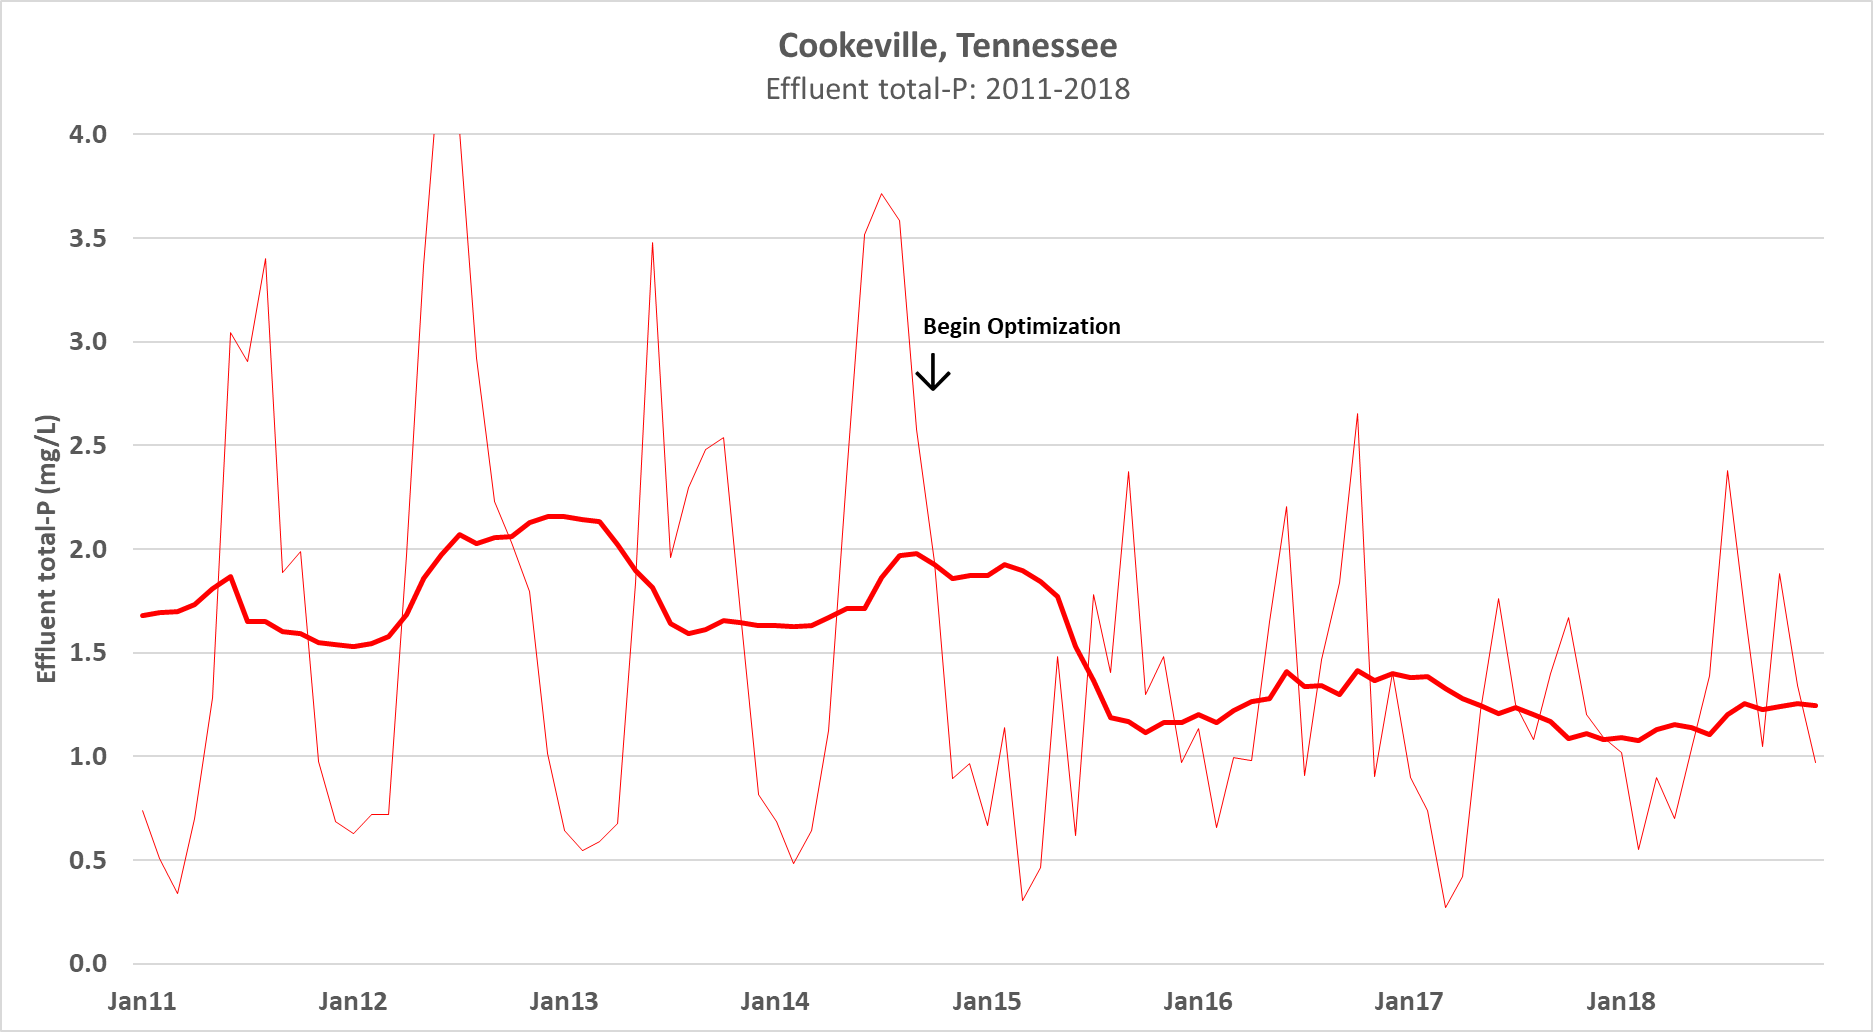 Cookeville, Tennessee
Effluent total-P: 2011-2018
Effluent total-P (mg/L)
4.0
3.5
3.0
2.5
2.0
1.5
1.0
0.5
0.0
Begin Optimization
Jan11 Jan12 Jan13 Jan14 Jan15 Jan16 Jan17 Jan18